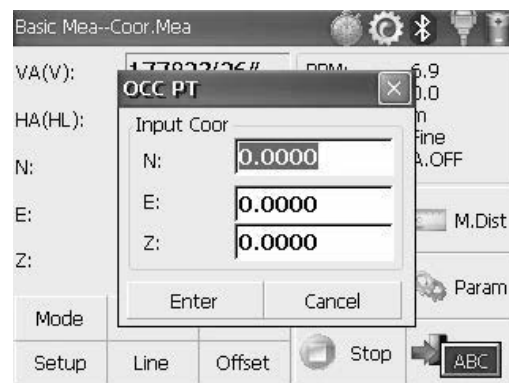 Basic Mea--Coor.Mea
VA(V):
6.9
OCC PT
0.0
HA(HL):
Input Coor
m
Fine
N:
N:
0.0000
A.OFF
E:
E:
0.0000
M.Dist
Z:
Z:
0.0000
Param
Enter
Cancel
Mode
Setup
Line
Offset
Stop
ABC